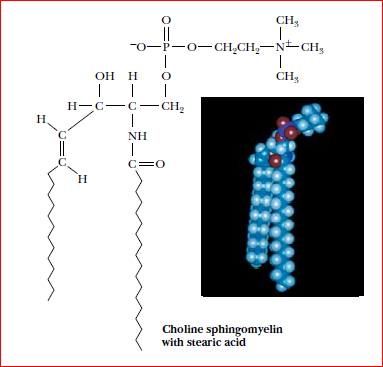 O
CH₃
⁻O—P—O—CH₂CH₂—N⁺—CH₃
OH H O CH₃
H—C—C—CH₂
H
C NH
C C=O
H
Choline sphingomyelin
with stearic acid